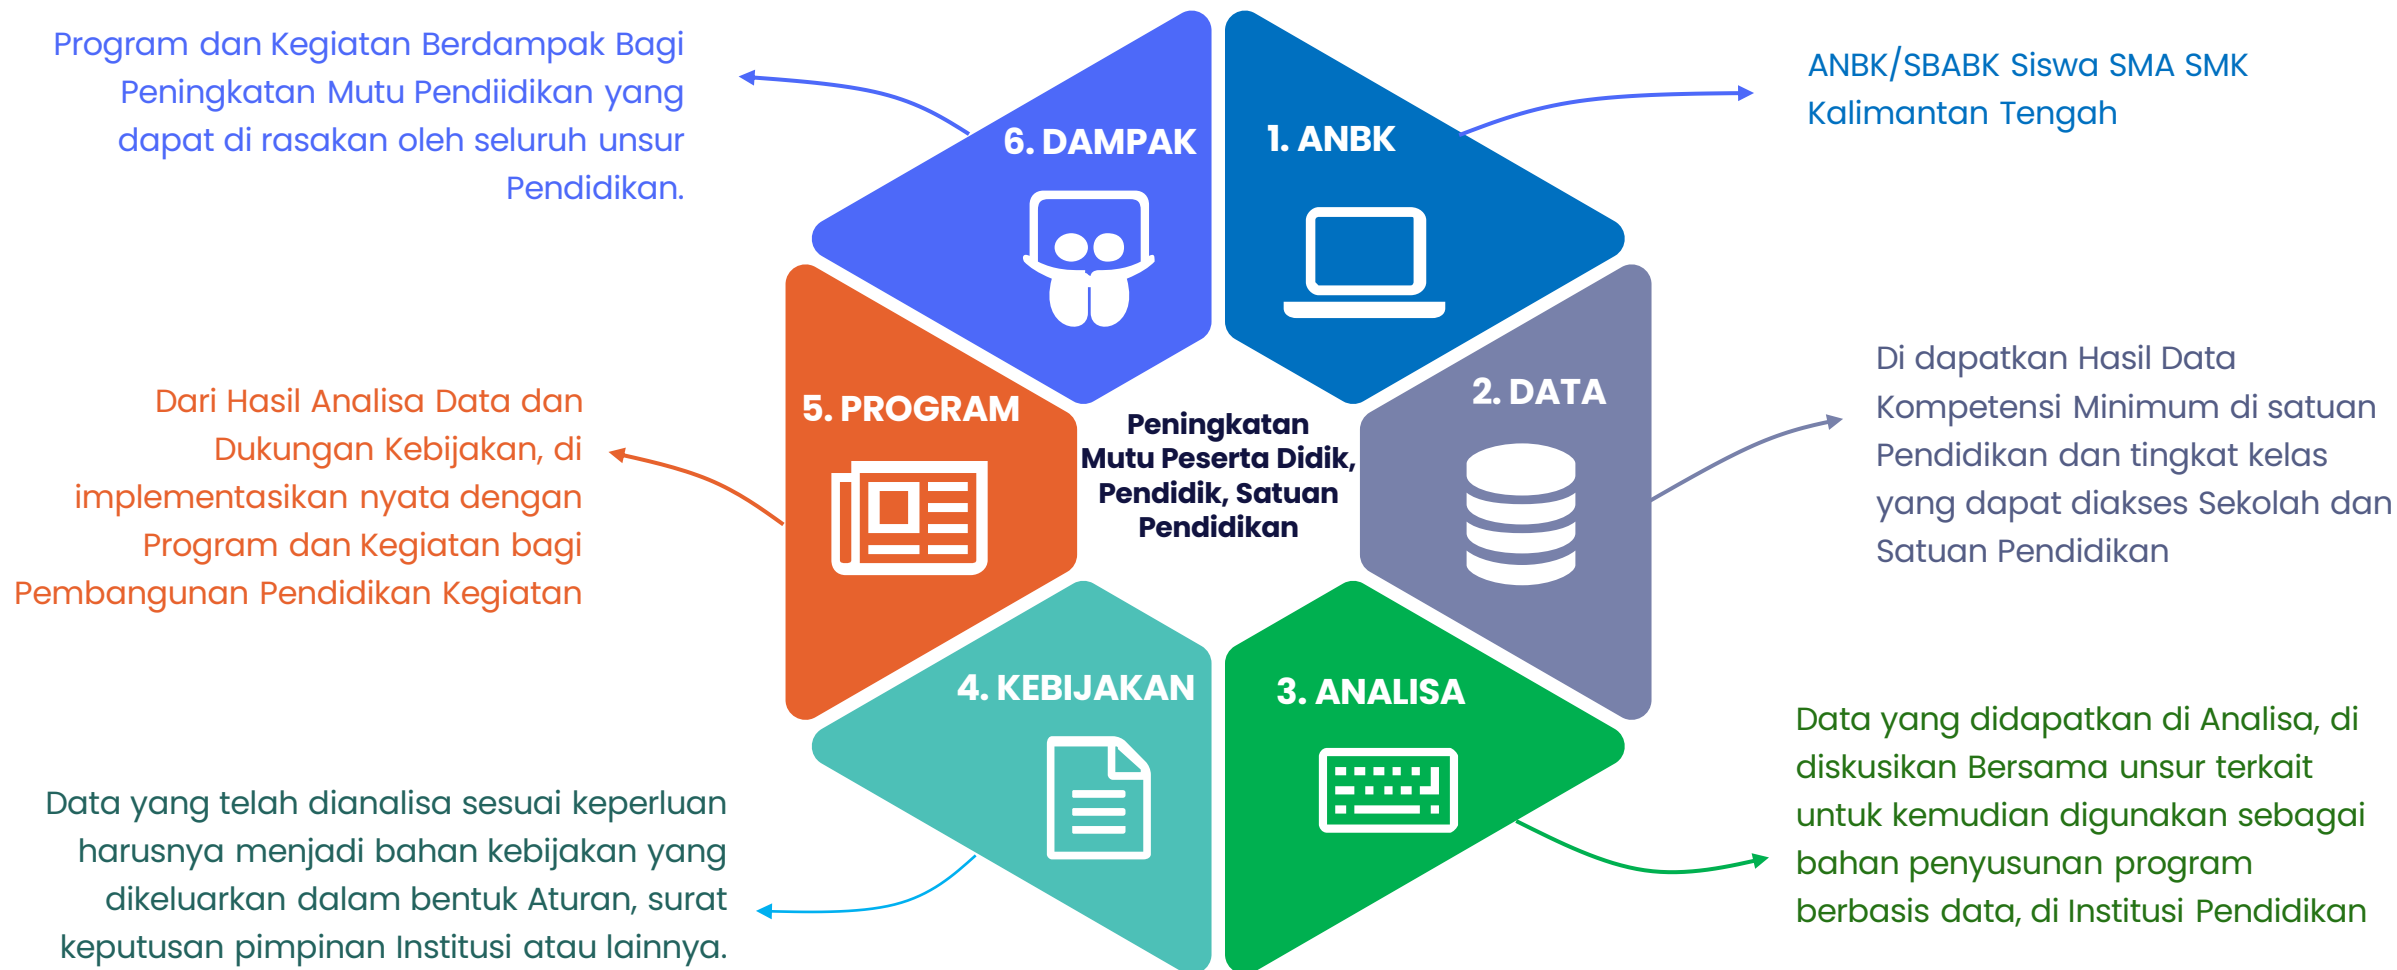 1. ANBK
ANBK/SBABK Siswa SMA SMK
Kalimantan Tengah
2. DATA
Di dapatkan Hasil Data
Kompetensi Minimum di satuan
Pendidikan dan tingkat kelas
yang dapat diakses Sekolah dan
Satuan Pendidikan
3. ANALISA
Data yang didapatkan di Analisa, di
diskusikan Bersama unsur terkait
untuk kemudian digunakan sebagai
bahan penyusunan program
berbasis data, di Institusi Pendidikan
4. KEBIJAKAN
Data yang telah dianalisa sesuai keperluan
harusnya menjadi bahan kebijakan yang
dikeluarkan dalam bentuk Aturan, surat
keputusan pimpinan Institusi atau lainnya.
5. PROGRAM
Dari Hasil Analisa Data dan
Dukungan Kebijakan, di
implementasikan nyata dengan
Program dan Kegiatan bagi
Pembangunan Pendidikan Kegiatan
6. DAMPAK
Program dan Kegiatan Berdampak Bagi
Peningkatan Mutu Pendiidikan yang
dapat di rasakan oleh seluruh unsur
Pendidikan.
Peningkatan
Mutu Peserta Didik,
Pendidik, Satuan
Pendidikan